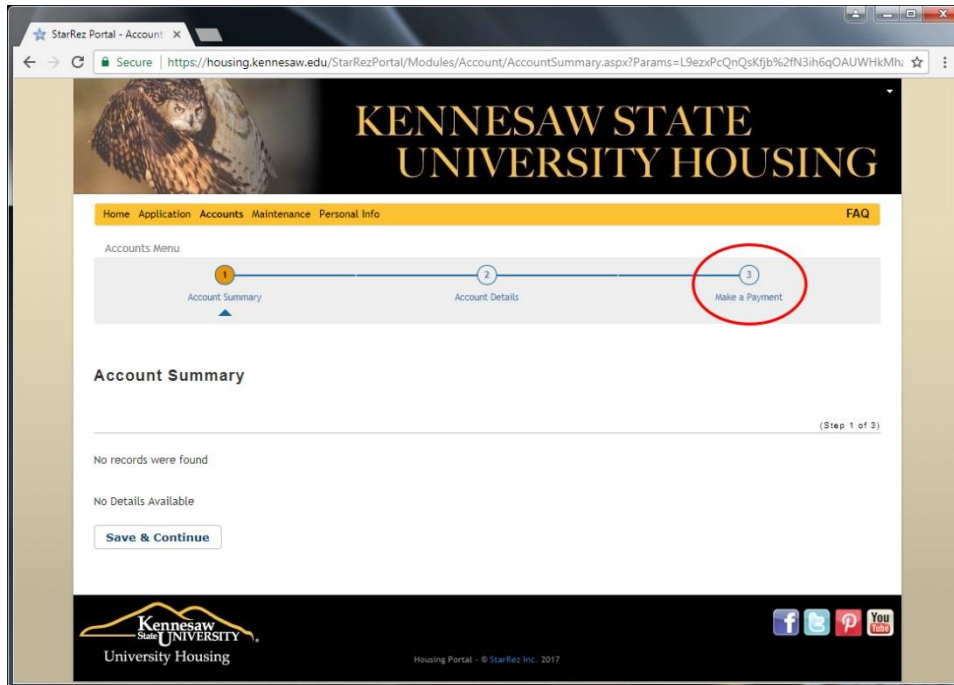 StarRez Portal - Account
Secure | https://housing.kennesaw.edu/StarRezPortal/Modules/Account/AccountSummary.aspx?Params=L9ezxPcQnQsKfjb%2fN3ih6qOAUWHkMh
KENNESAW STATE
UNIVERSITY HOUSING
Home Application Accounts Maintenance Personal Info FAQ
Accounts Menu
1 2 3
Account Summary Account Details Make a Payment
Account Summary
(Step 1 of 3)
No records were found
No Details Available
Save & Continue
Kennesaw
State UNIVERSITY
University Housing
You
Tube
Housing Portal - © StarRez Inc. 2017